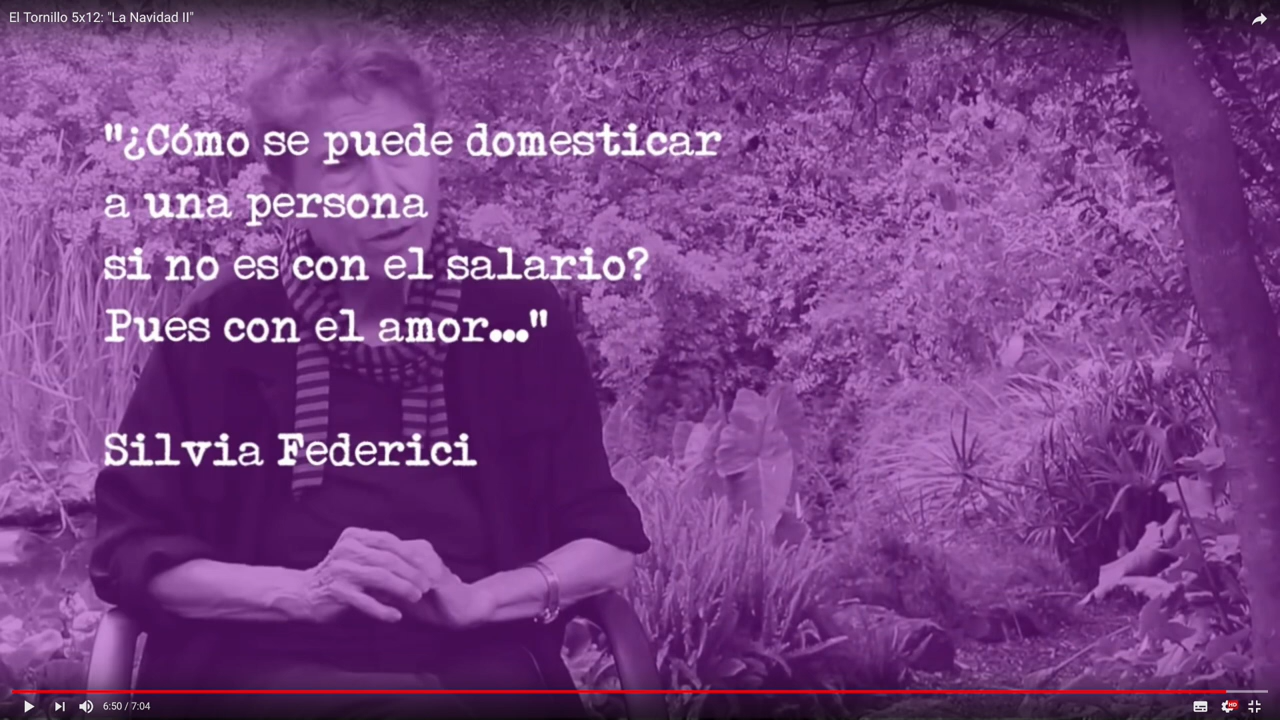 El Tornillo 5x12: "La Navidad II"
"¿Cómo se puede domesticar
a una persona
si no es con el salario?
Pues con el amor..."
Silvia Federici
6:50 / 7:04
HD